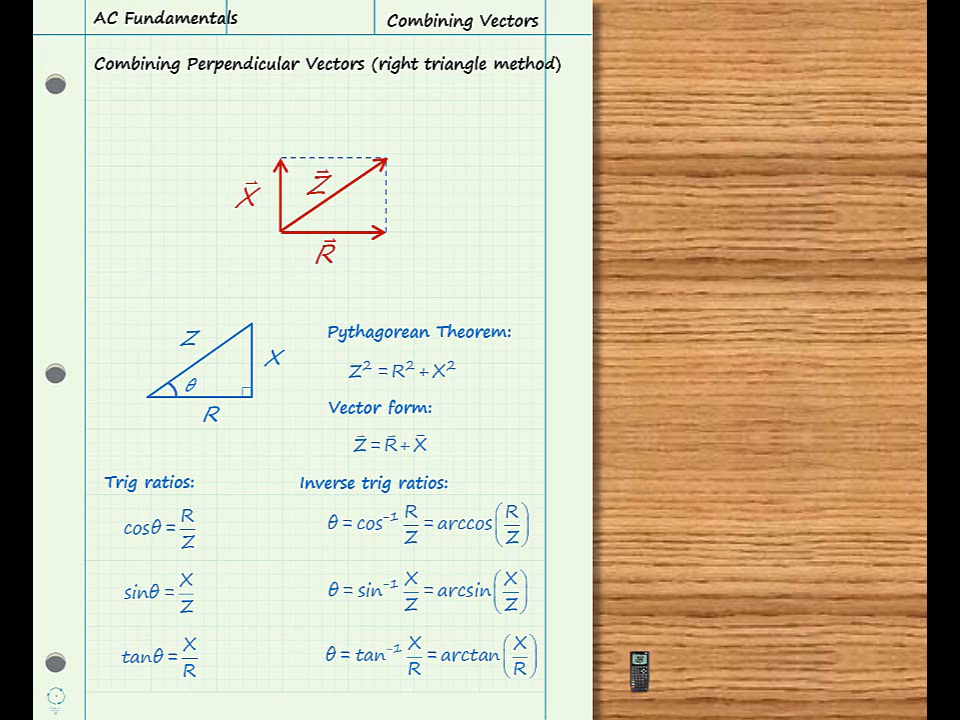 AC Fundamentals
Combining Vectors
Combining Perpendicular Vectors (right triangle method)
X⃗
Z⃗
R⃗
Z
X
θ
R
Pythagorean Theorem:
Z² = R² + X²
Vector form:
Z⃗ = R⃗ + X⃗
Trig ratios:
cosθ = R/Z
sinθ = X/Z
tanθ = X/R
Inverse trig ratios:
θ = cos⁻¹ R/Z = arccos(R/Z)
θ = sin⁻¹ X/Z = arcsin(X/Z)
θ = tan⁻¹ X/R = arctan(X/R)